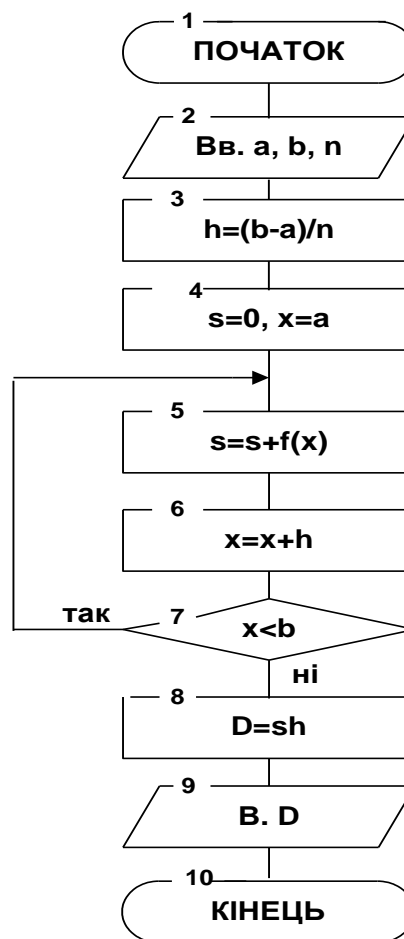 1
ПОЧАТОК
2
Вв. a, b, n
3
h=(b-a)/n
4
s=0, x=a
5
s=s+f(x)
6
x=x+h
так
7
x<b
ні
8
D=sh
9
В. D
10
КІНЕЦЬ